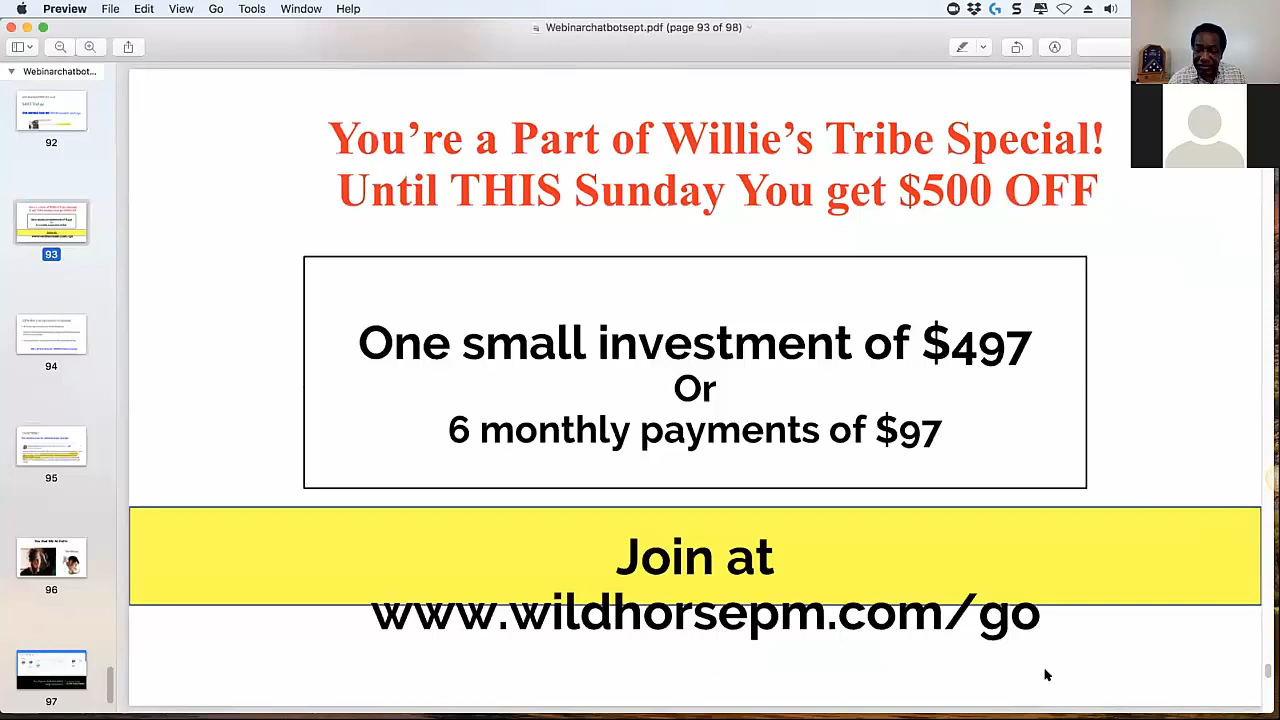 Preview File Edit View Go Tools Window Help
Webinarchatbotsept.pdf (page 93 of 98)
Webinarchatbot...
92
93
94
95
96
97
You're a Part of Willie's Tribe Special!
Until THIS Sunday You get $500 OFF
One small investment of $497
Or
6 monthly payments of $97
Join at
www.wildhorsepm.com/go